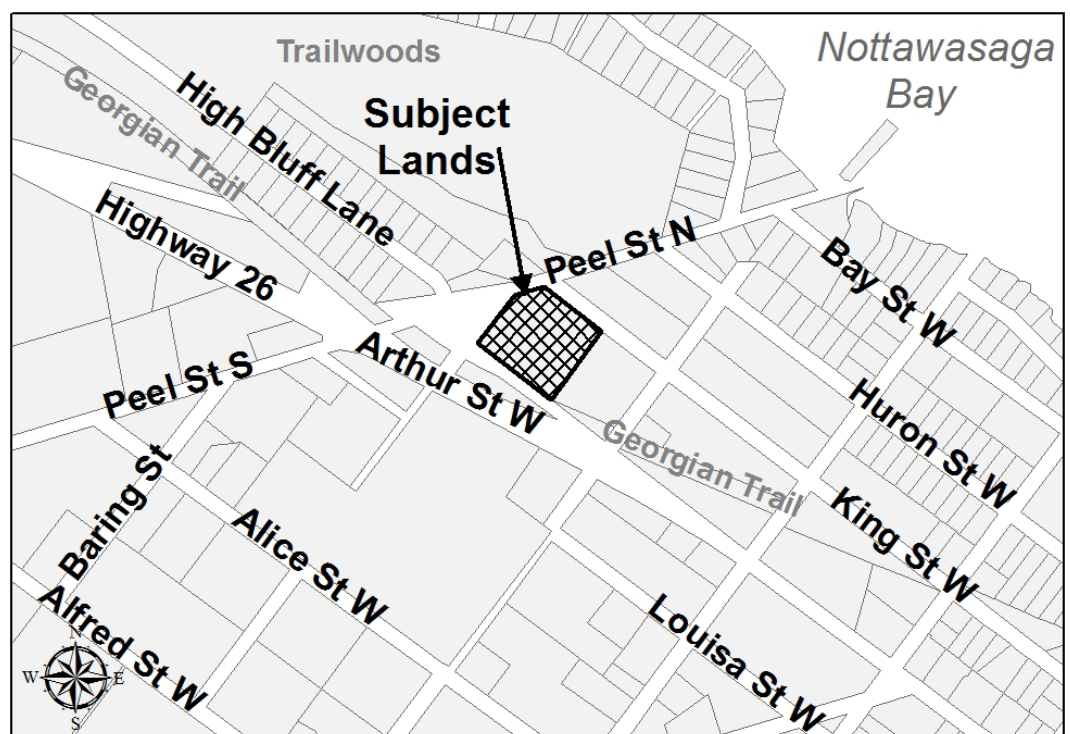 Trailwoods
Nottawasaga
Bay
Georgian Trail
High Bluff Lane
Subject
Lands
Highway 26
Peel St N
Bay St W
Arthur St W
Peel St S
Huron St W
Georgian Trail
King St W
Baring St
Alice St W
Louisa St W
Alfred St W
N
W
E
S